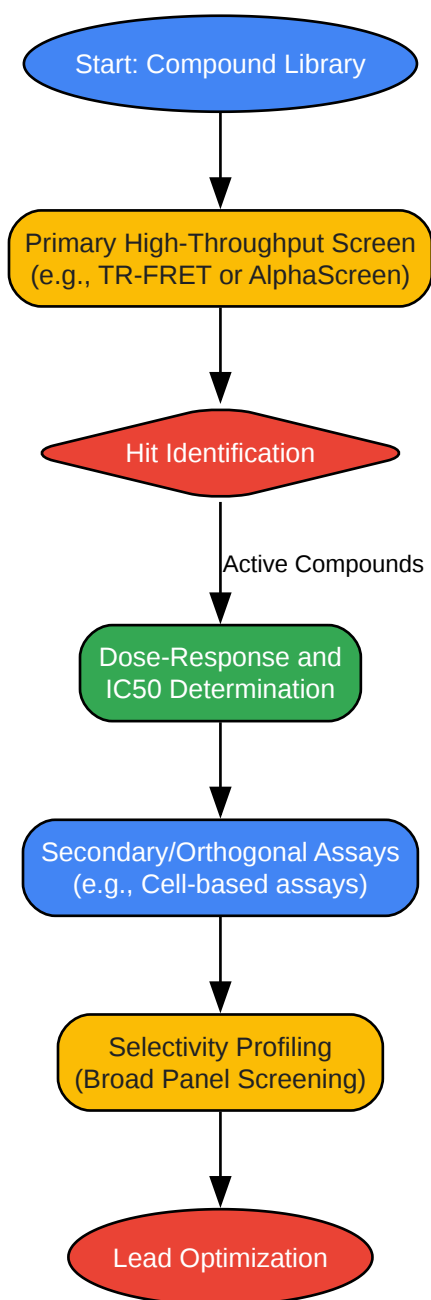 Start: Compound Library
Primary High-Throughput Screen
(e.g., TR-FRET or AlphaScreen)
Hit Identification
Active Compounds
Dose-Response and
IC50 Determination
Secondary/Orthogonal Assays
(e.g., Cell-based assays)
Selectivity Profiling
(Broad Panel Screening)
Lead Optimization